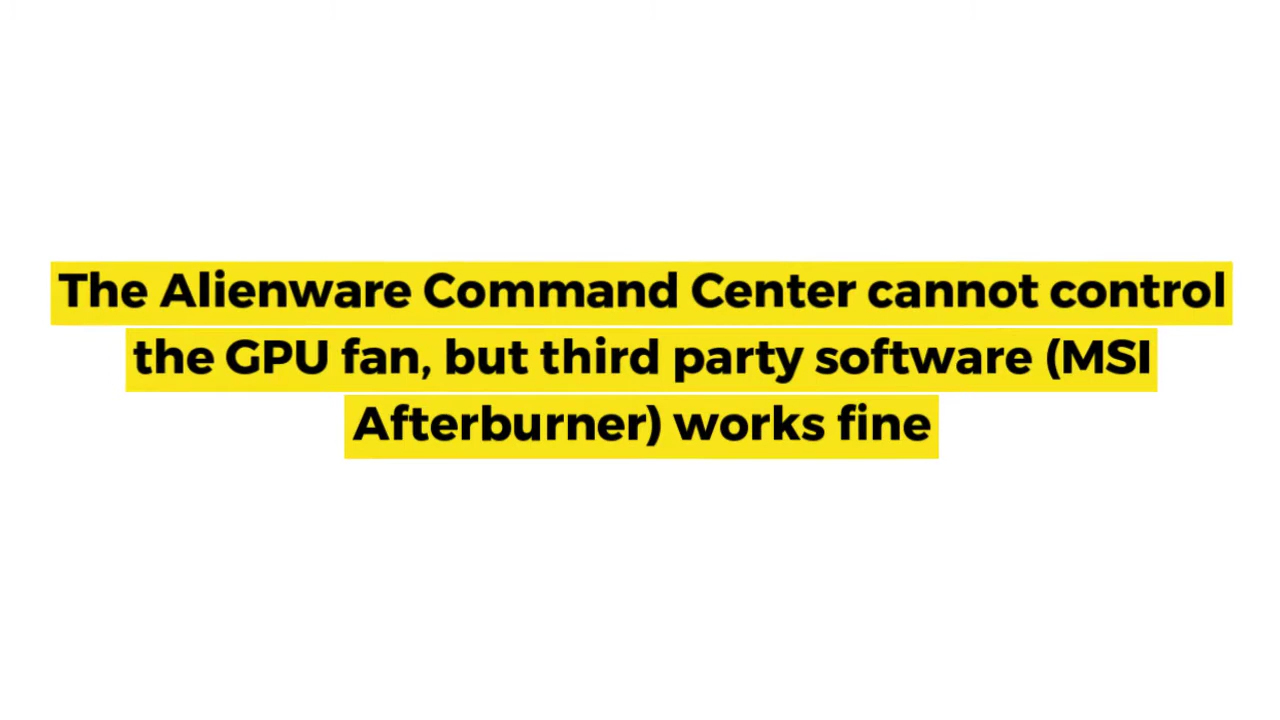 The Alienware Command Center cannot control
the GPU fan, but third party software (MSI
Afterburner) works fine